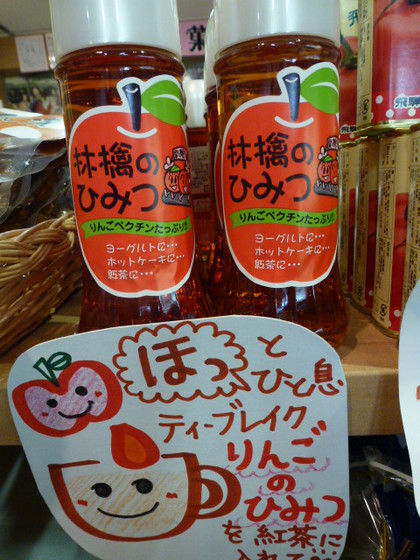 林檎の
ひみつ
りんごペクチンたっぷり!!
ヨーグルトに…
ホットケーキに…
紅茶に…
林檎の
ひみつ
りんごペクチンたっぷり!!
ヨーグルトに…
ホットケーキに…
紅茶に…
飛騨
ほっと
ひと息
ティーブレイク
りんご
の
ひみつ
を紅茶に
入れて